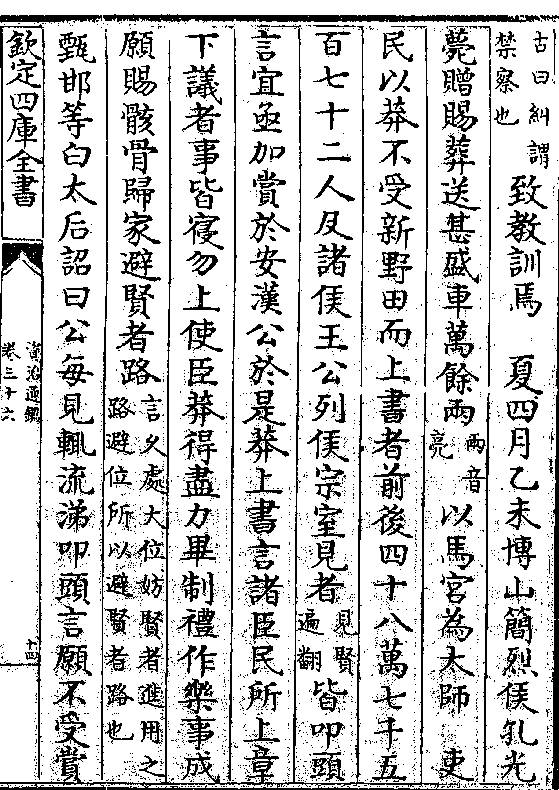 古曰糾謂禁察也致教訓焉　夏四月乙未博山簡烈侯孔光
薨贈賜葬送甚盛車萬餘兩兩音亮以馬宮為太師　吏
民以莽不受新野田而上書者前後四十八萬七千五
百七十二人及諸侯王公列侯宗室見者見賢遍翻皆叩頭
言宜亟加賞於安漢公於是莽上書言諸臣民所上章
下議者事皆寑勿上使臣莽得盡力畢制禮作樂事成
願賜骸骨歸家避賢者路言久處大位妨賢者進用之路避位所以避賢者路也
甄邯等白太后詔曰公每見輒流涕叩頭言願不受賞
欽定四庫全書
資治通鑑
卷三十六
十四